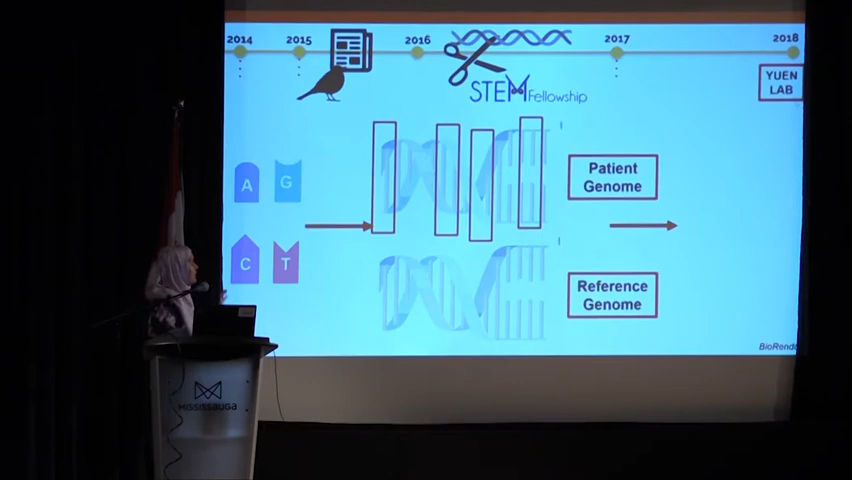 2014
2015
2016
2017
2018
STEM Fellowship
YUEN
LAB
A
G
C
T
Patient
Genome
Reference
Genome
MISSISSAUGA